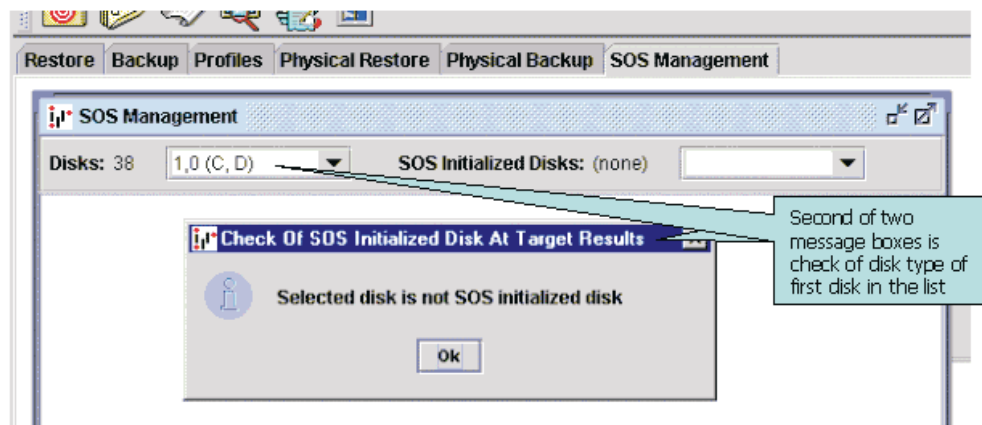 Restore Backup Profiles Physical Restore Physical Backup SOS Management
SOS Management
Disks: 38 1,0 (C, D) SOS Initialized Disks: (none)
Second of two
message boxes is
check of disk type of
first disk in the list
Check Of SOS Initialized Disk At Target Results
Selected disk is not SOS initialized disk
Ok